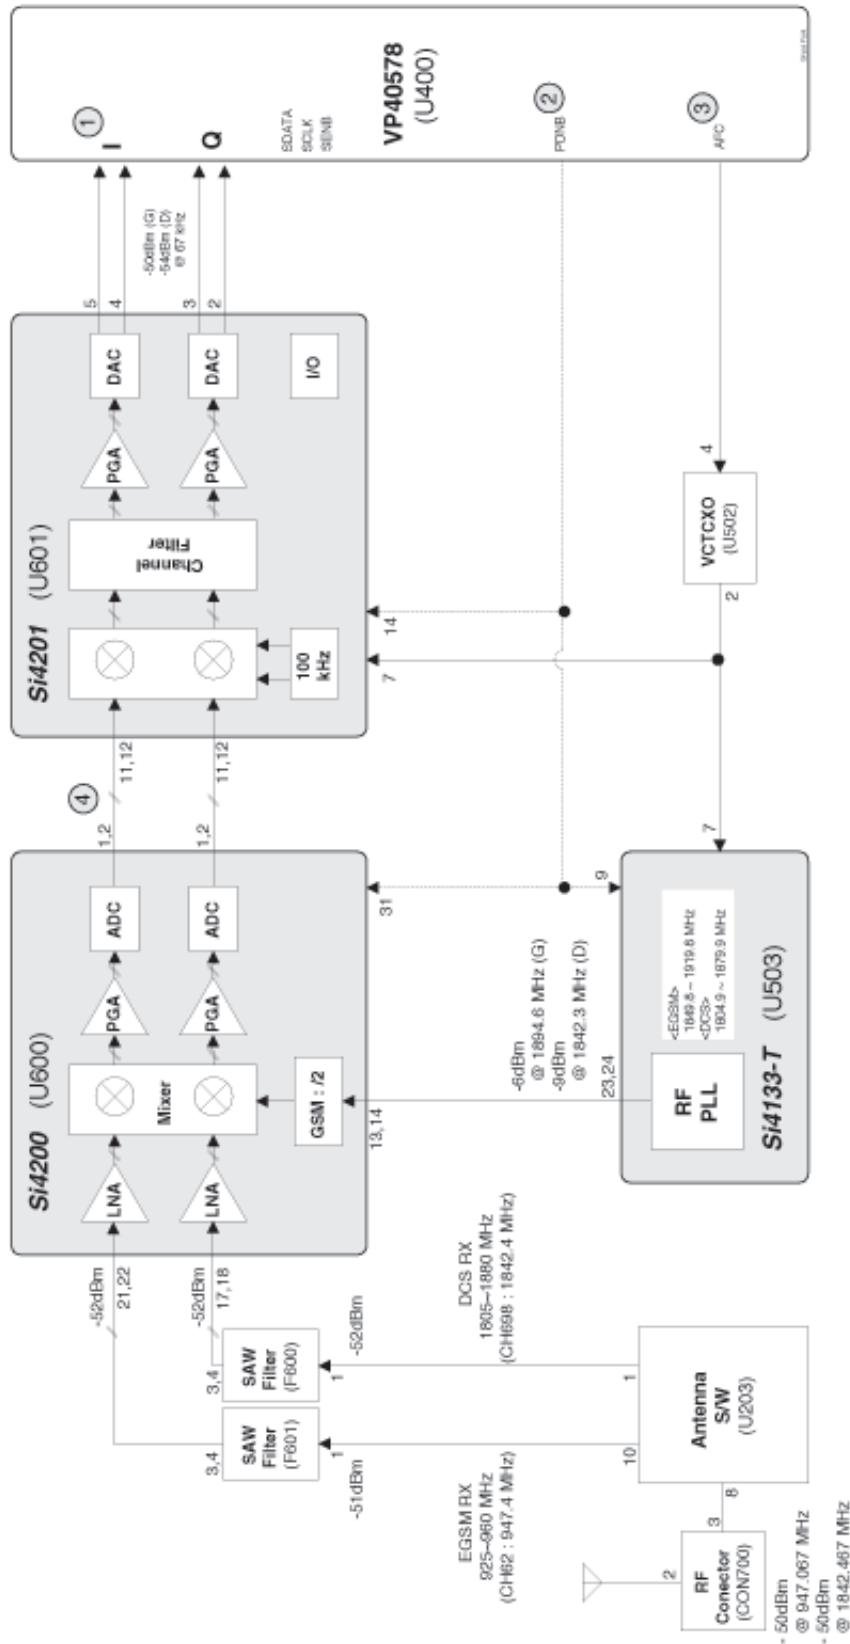 Si4200 (U600)
LNA
LNA
Mixer
GSM : /2
PGA
PGA
ADC
ADC
-52dBm
21,22
-52dBm
17,18
13,14
31
1,2
1,2
4
11,12
11,12
Si4201 (U601)
100
kHz
Channel
Filter
PGA
PGA
DAC
DAC
I/O
7
14
5
4
3
2
-50dBm (G)
-54dBm (D)
@ 67 kHz
1
I
Q
SDATA
SCLK
SENB
VP40578
(U400)
PDNB
2
AFC
3
3,4
SAW
Filter
(F600)
1
-52dBm
3,4
SAW
Filter
(F601)
1
-51dBm
EGSM RX
925~960 MHz
(CH62 : 947.4 MHz)
DCS RX
1805~1880 MHz
(CH698 : 1842.4 MHz)
10
1
Antenna
S/W
(U203)
8
3
2
RF
Conector
(CON700)
- 50dBm
@ 947.067 MHz
- 50dBm
@ 1842.467 MHz
-6dBm
@ 1894.6 MHz (G)
-9dBm
@ 1842.3 MHz (D)
23,24
9
RF
PLL
<EGSM>
1849.8 ~ 1919.8 MHz
<DCS>
1804.9 ~ 1879.9 MHz
Si4133-T (U503)
7
2
VCTCXO
(U502)
4